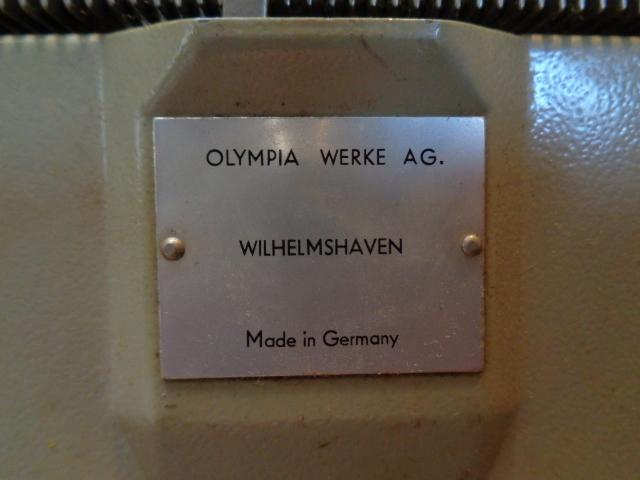 OLYMPIA WERKE AG.
WILHELMSHAVEN
Made in Germany